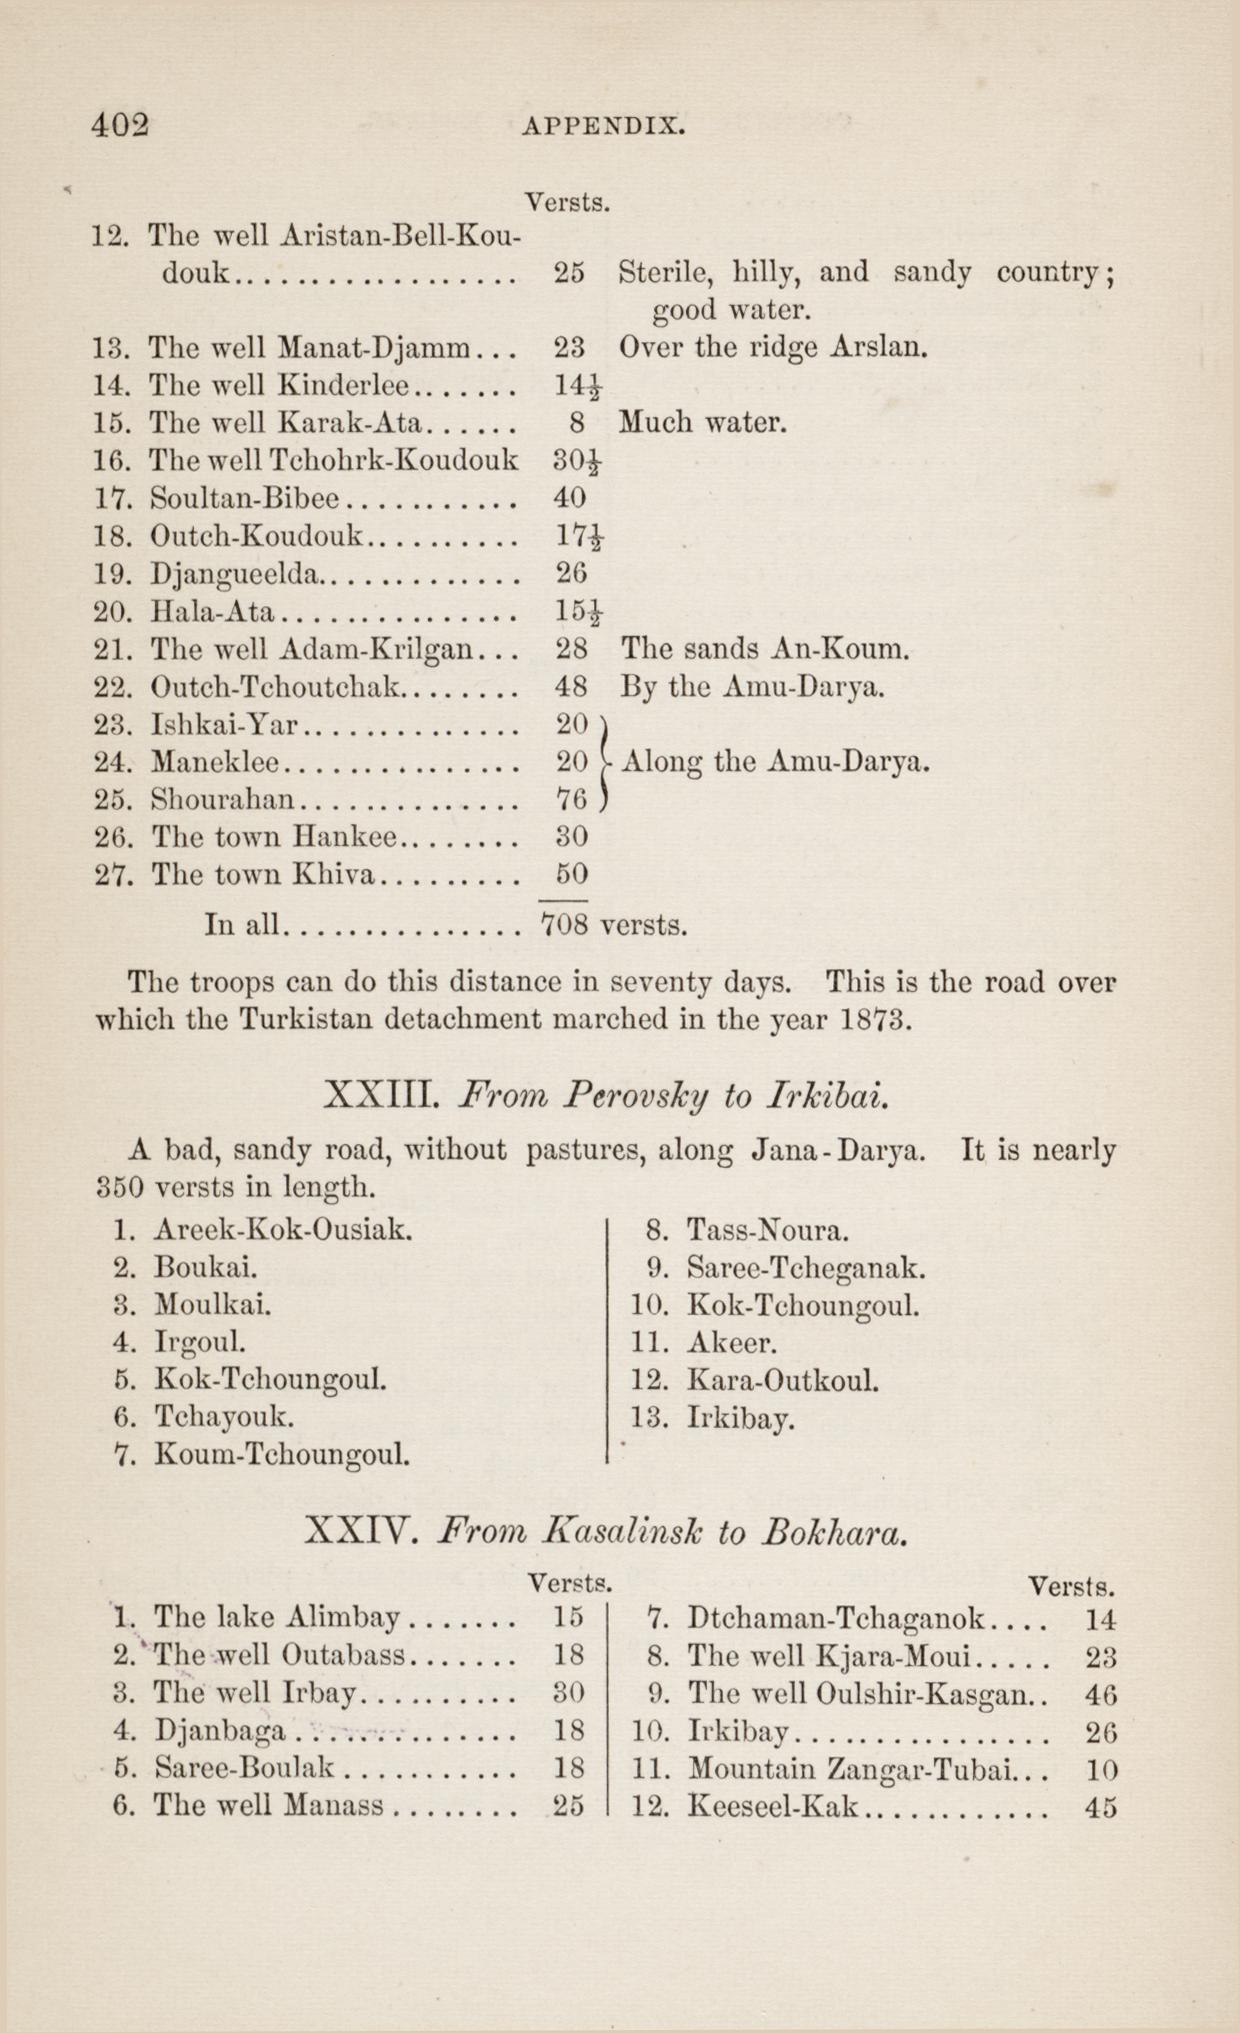 402 APPENDIX.
Versts.
12. The well Aristan-Bell-Kou-
douk.................. 25 Sterile, hilly, and sandy country;
good water.
13. The well Manat-Djamm... 23 Over the ridge Arslan.
14. The well Kinderlee....... 14½
15. The well Karak-Ata...... 8 Much water.
16. The well Tchohrk-Koudouk 30½
17. Soultan-Bibee........... 40
18. Outch-Koudouk.......... 17½
19. Djangueelda............. 26
20. Hala-Ata............... 15½
21. The well Adam-Krilgan... 28 The sands An-Koum.
22. Outch-Tchoutchak........ 48 By the Amu-Darya.
23. Ishkai-Yar.............. 20
24. Maneklee............... 20 } Along the Amu-Darya.
25. Shourahan.............. 76
26. The town Hankee........ 30
27. The town Khiva......... 50
In all............... 708 versts.
The troops can do this distance in seventy days. This is the road over
which the Turkistan detachment marched in the year 1873.
XXIII. From Perovsky to Irkibai.
A bad, sandy road, without pastures, along Jana-Darya. It is nearly
350 versts in length.
1. Areek-Kok-Ousiak.
2. Boukai.
3. Moulkai.
4. Irgoul.
5. Kok-Tchoungoul.
6. Tchayouk.
7. Koum-Tchoungoul.
8. Tass-Noura.
9. Saree-Tcheganak.
10. Kok-Tchoungoul.
11. Akeer.
12. Kara-Outkoul.
13. Irkibay.
XXIV. From Kasalinsk to Bokhara.
Versts.
1. The lake Alimbay....... 15
2. The well Outabass....... 18
3. The well Irbay.......... 30
4. Djanbaga.............. 18
5. Saree-Boulak........... 18
6. The well Manass........ 25
Versts.
7. Dtchaman-Tchaganok.... 14
8. The well Kjara-Moui..... 23
9. The well Oulshir-Kasgan.. 46
10. Irkibay................ 26
11. Mountain Zangar-Tubai... 10
12. Keeseel-Kak............ 45